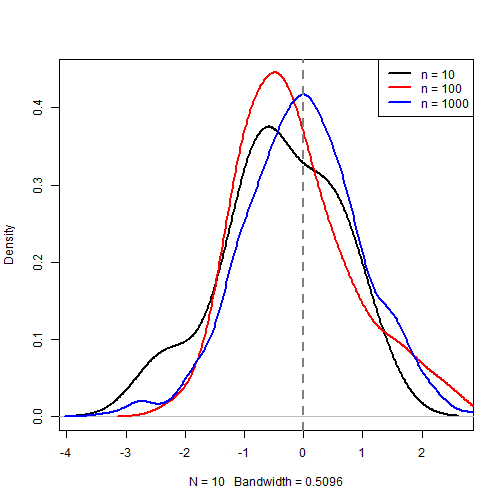 n = 10
n = 100
n = 1000
Density
0.0
0.1
0.2
0.3
0.4
-4
-3
-2
-1
0
1
2
N = 10 Bandwidth = 0.5096